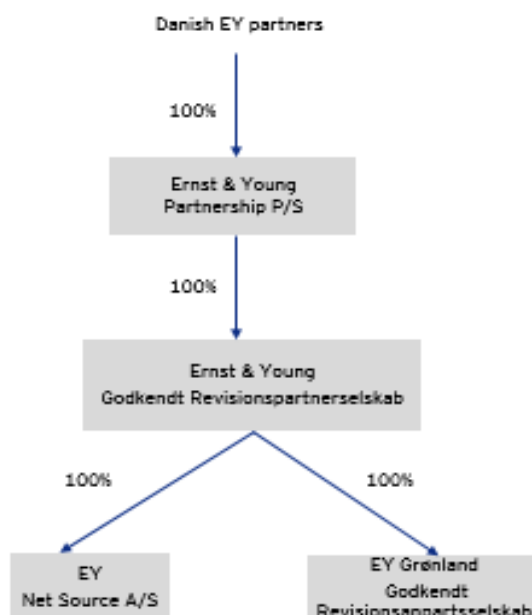 Danish EY partners
100%
Ernst & Young
Partnership P/S
100%
Ernst & Young
Godkendt Revisionspartnerselskab
100%
100%
EY
Net Source A/S
EY Grønland
Godkendt
Revisionsanpartsselskab